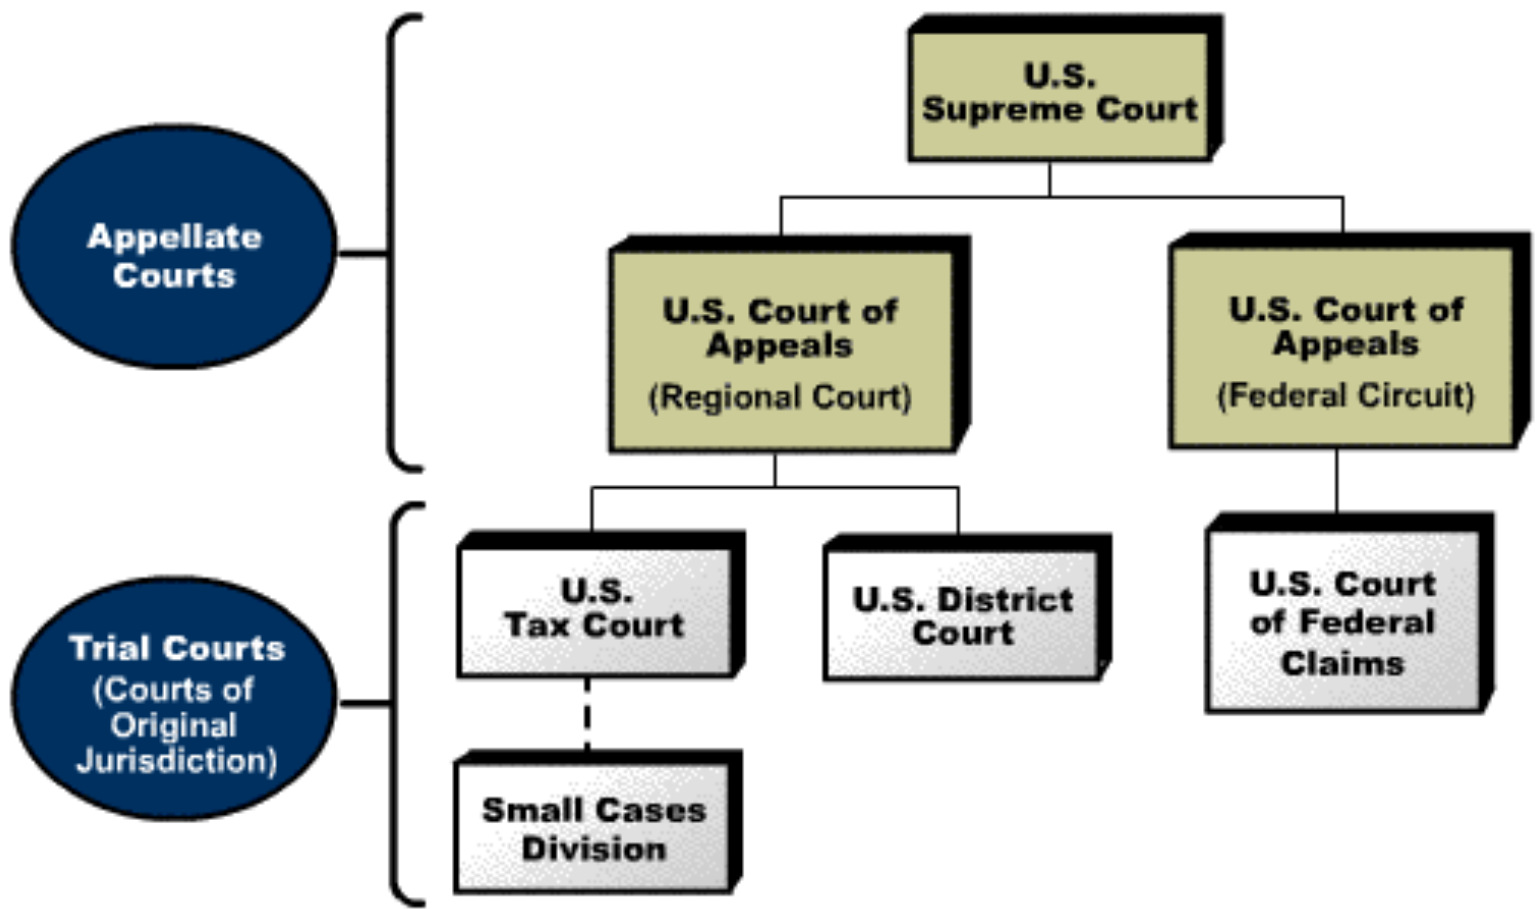 U.S.
Supreme Court
Appellate
Courts
U.S. Court of
Appeals
(Regional Court)
U.S. Court of
Appeals
(Federal Circuit)
Trial Courts
(Courts of
Original
Jurisdiction)
U.S.
Tax Court
U.S. District
Court
U.S. Court
of Federal
Claims
Small Cases
Division